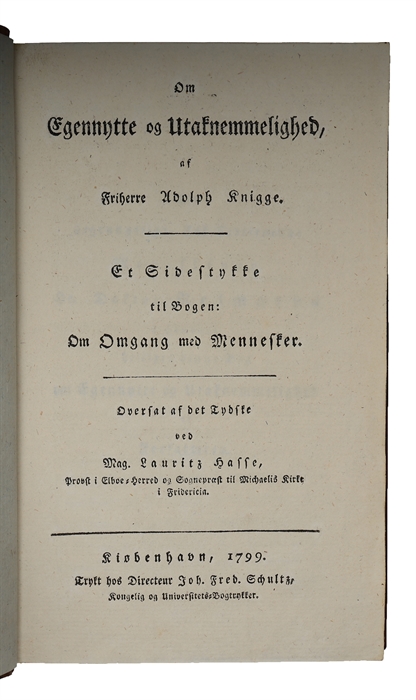 Om
Egennytte og Utaknemmelighed,
af
Friherre Adolph Knigge.
Et Sidestykke
til Bogen:
Om Omgang med Mennesker.
Oversat af det Tydske
ved
Mag. Lauritz Hasse,
Provst i Elboe-Herred og Sognepræst til Michaelis Kirke
i Fridericia.
Kiøbenhavn, 1799.
Trykt hos Directeur Joh. Fred. Schultz,
Kongelig og Universitets-Bogtrykker.